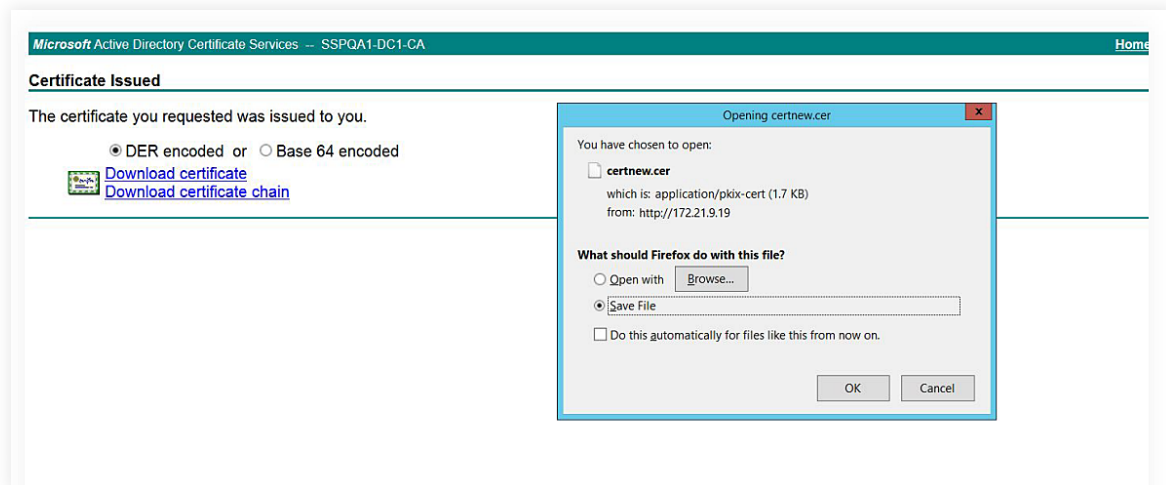 Microsoft Active Directory Certificate Services -- SSPQA1-DC1-CA
Home
Certificate Issued
The certificate you requested was issued to you.
DER encoded or Base 64 encoded
Download certificate
Download certificate chain
Opening certnew.cer
x
You have chosen to open:
certnew.cer
which is: application/pkix-cert (1.7 KB)
from: http://172.21.9.19
What should Firefox do with this file?
Open with Browse...
Save File
Do this automatically for files like this from now on.
OK Cancel